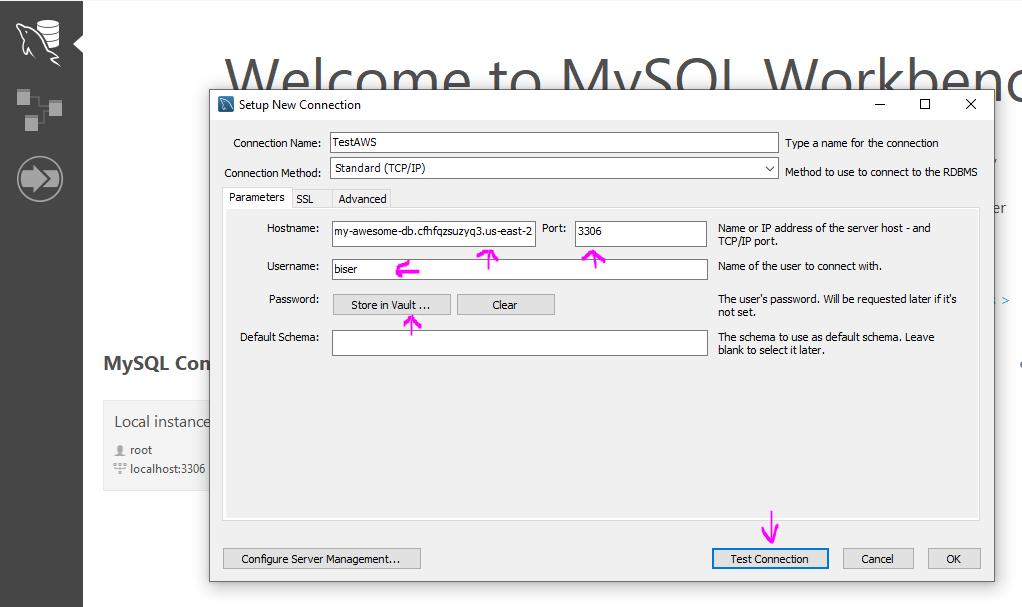 Welcome to MySQL Workbenc
Setup New Connection
Connection Name: TestAWS Type a name for the connection
Connection Method: Standard (TCP/IP) Method to use to connect to the RDBMS
Parameters SSL Advanced
Hostname: my-awesome-db.cfhfqzsuzyq3.us-east-2 Port: 3306 Name or IP address of the server host - and
TCP/IP port.
er
Username: biser Name of the user to connect with.
Password: Store in Vault ... Clear The user's password. Will be requested later if it's
not set.
>
Default Schema: The schema to use as default schema. Leave
blank to select it later.
MySQL Con
Local instance
root
localhost:3306
Configure Server Management... Test Connection Cancel OK